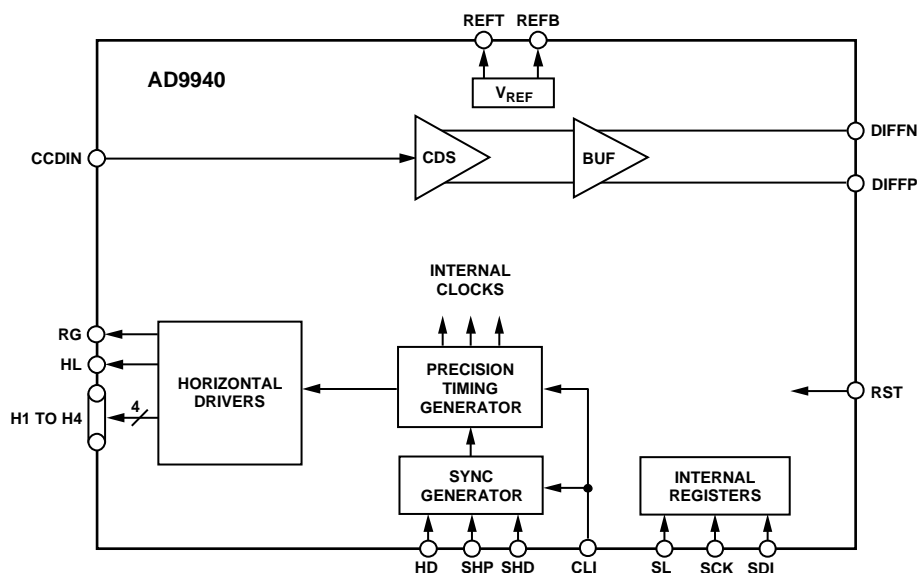 REFT REFB
AD9940
VREF
CCDIN
CDS
BUF
DIFFN
DIFFP
INTERNAL
CLOCKS
RG
HL
H1 TO H4
4
HORIZONTAL
DRIVERS
PRECISION
TIMING
GENERATOR
RST
SYNC
GENERATOR
INTERNAL
REGISTERS
HD SHP SHD CLI SL SCK SDI